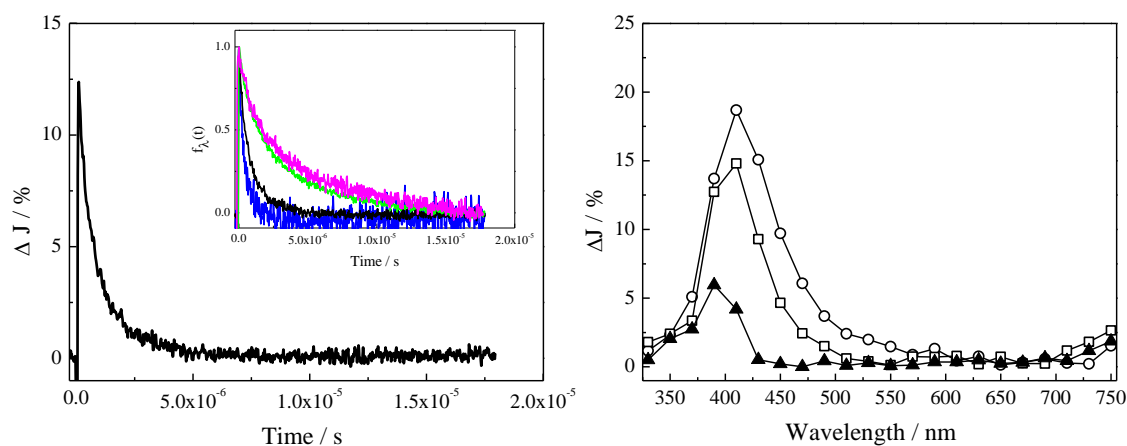 15
10
5
0
Δ J / %
0.0
5.0x10⁻⁶
1.0x10⁻⁵
1.5x10⁻⁵
2.0x10⁻⁵
Time / s
1.0
0.5
0.0
f_λ(t)
0.0
5.0x10⁻⁶
1.0x10⁻⁵
1.5x10⁻⁵
2.0x10⁻⁵
Time / s
25
20
15
10
5
0
ΔJ / %
350 400 450 500 550 600 650 700 750
Wavelength / nm